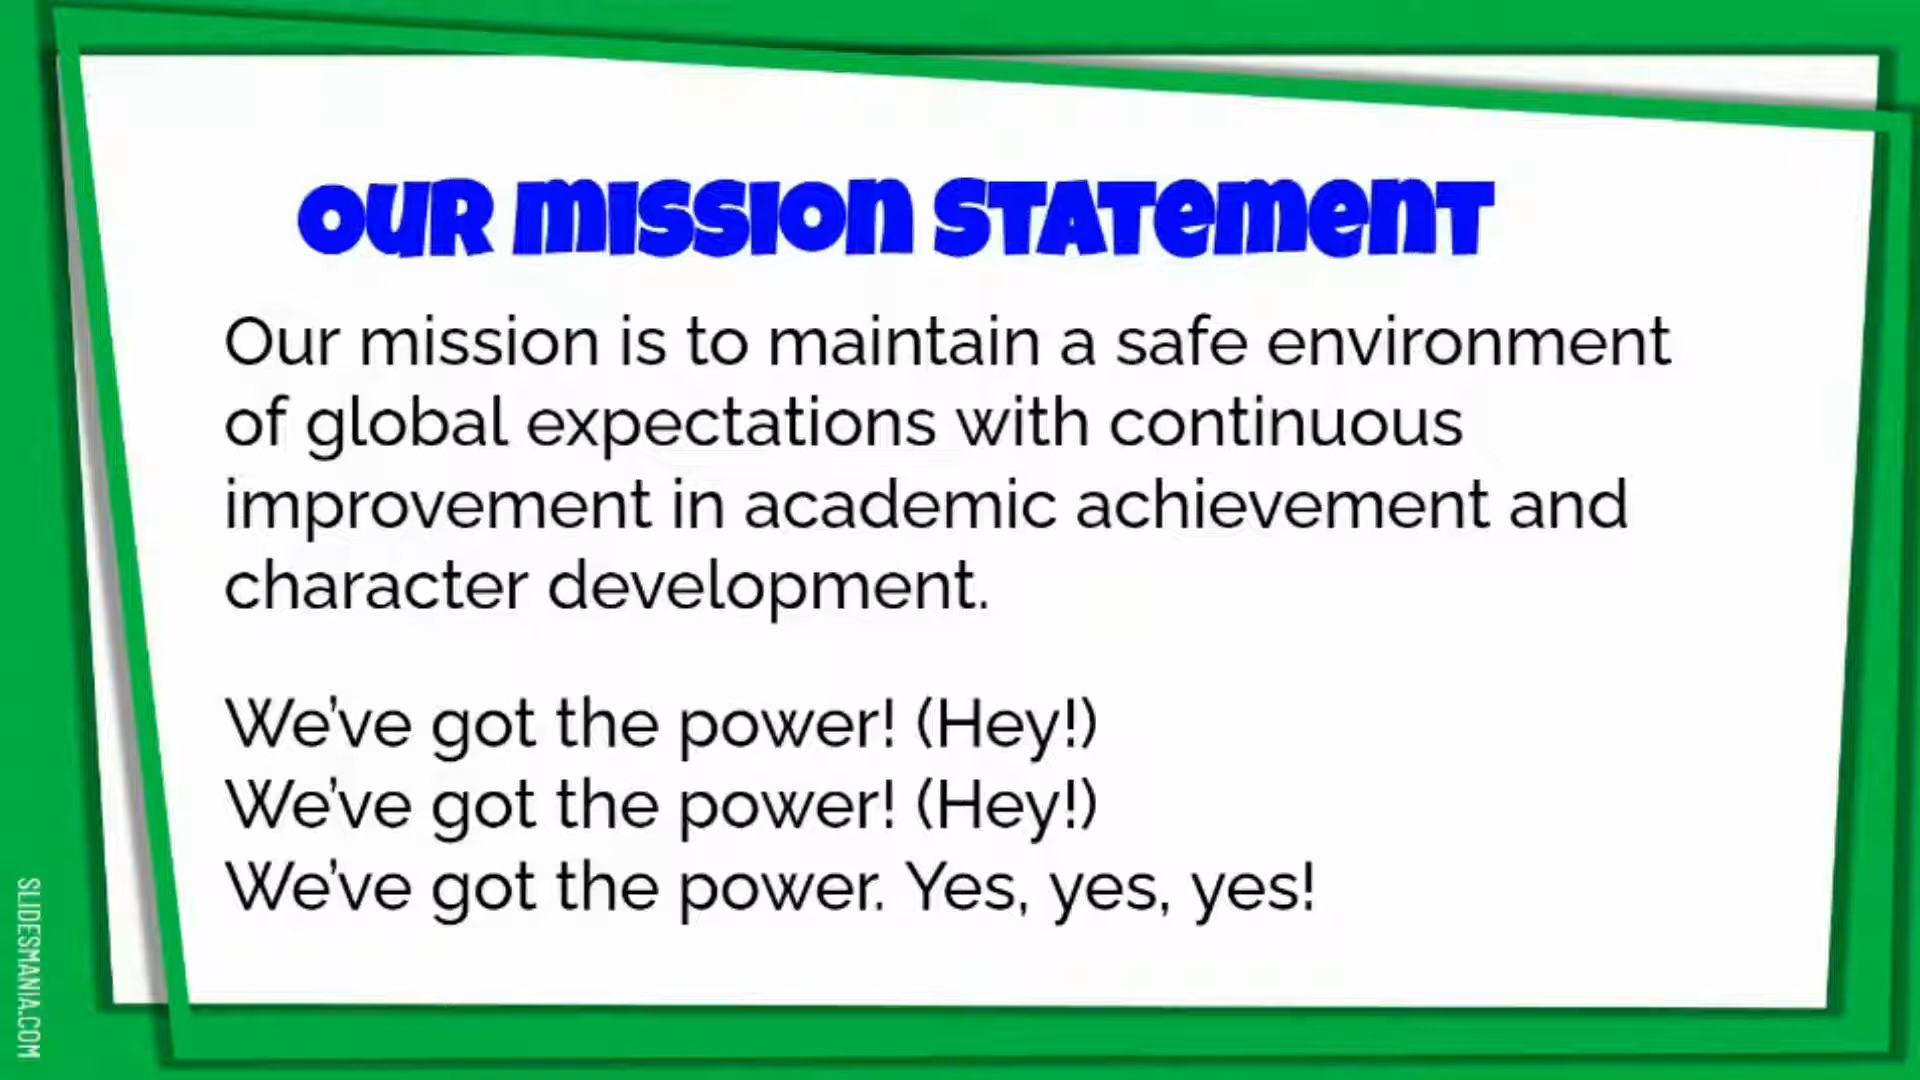 OUR MISSION STATEMENT
Our mission is to maintain a safe environment
of global expectations with continuous
improvement in academic achievement and
character development.
We've got the power! (Hey!)
We've got the power! (Hey!)
We've got the power. Yes, yes, yes!
SLIDESMANIA.COM